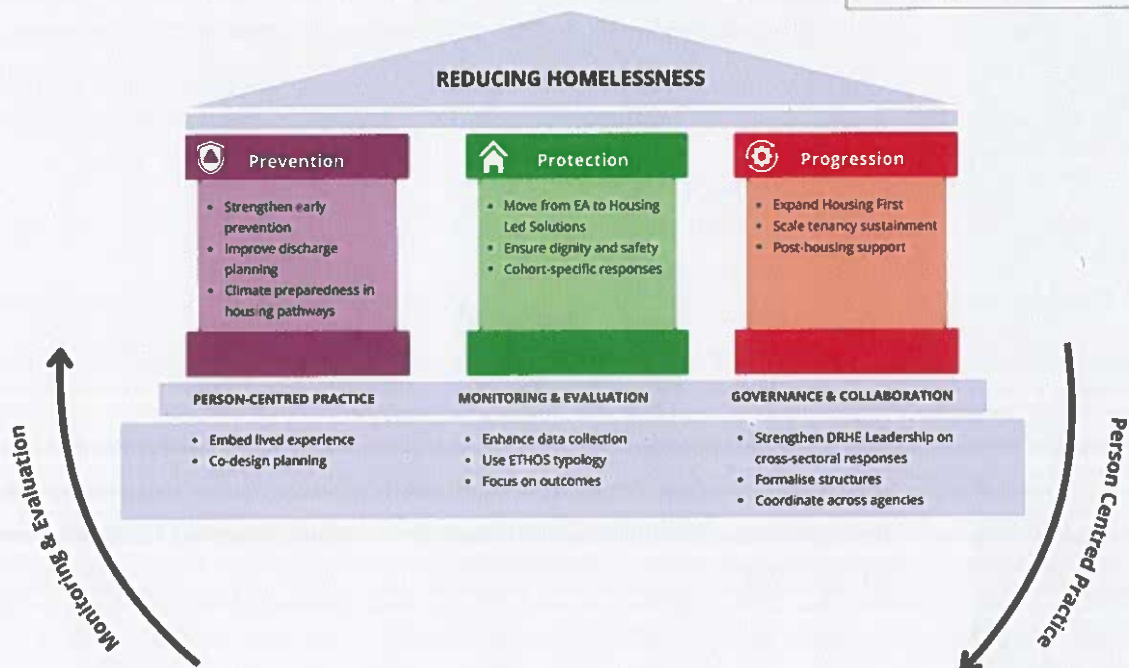 REDUCING HOMELESSNESS
Prevention
Strengthen early
prevention
Improve discharge
planning
Climate preparedness in
housing pathways
Protection
Move from EA to Housing
Led Solutions
Ensure dignity and safety
Cohort-specific responses
Progression
Expand Housing First
Scale tenancy sustainment
Post-housing support
PERSON-CENTRED PRACTICE
Embed lived experience
Co-design planning
MONITORING & EVALUATION
Enhance data collection
Use ETHOS typology
Focus on outcomes
GOVERNANCE & COLLABORATION
Strengthen DRHE Leadership on
cross-sectoral responses
Formalise structures
Coordinate across agencies
Monitoring & Evaluation
Person Centred Practice